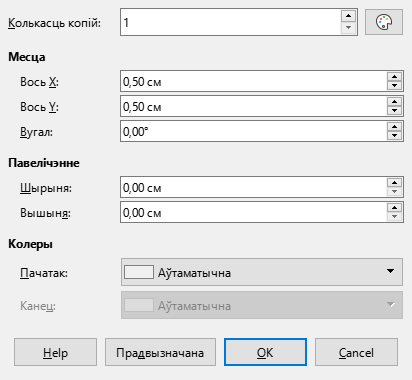 Колькасць копій: 1
Месца
Вось X: 0,50 см
Вось Y: 0,50 см
Вугал: 0,00°
Павелічэнне
Шырыня: 0,00 см
Вышыня: 0,00 см
Колеры
Пачатак: Аўтаматычна
Канец: Аўтаматычна
Help Прадвызначана OK Cancel